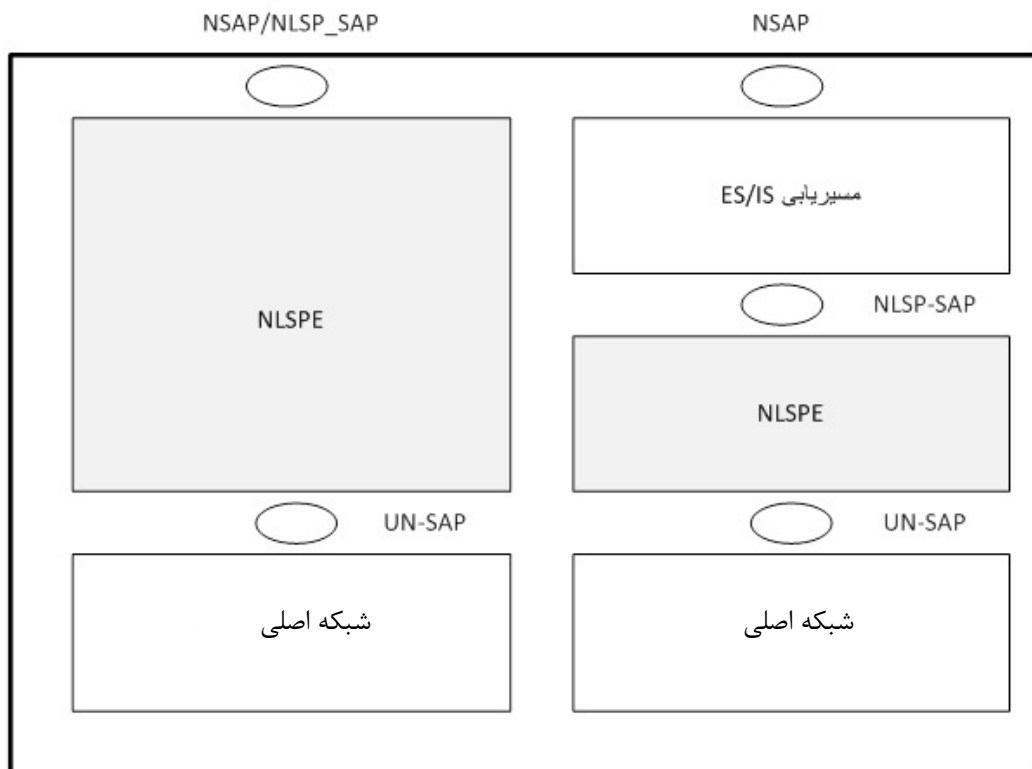 NSAP/NLSP_SAP
NSAP
مسیریابی ES/IS
NLSP-SAP
NLSPE
NLSPE
UN-SAP
UN-SAP
شبکه اصلی
شبکه اصلی